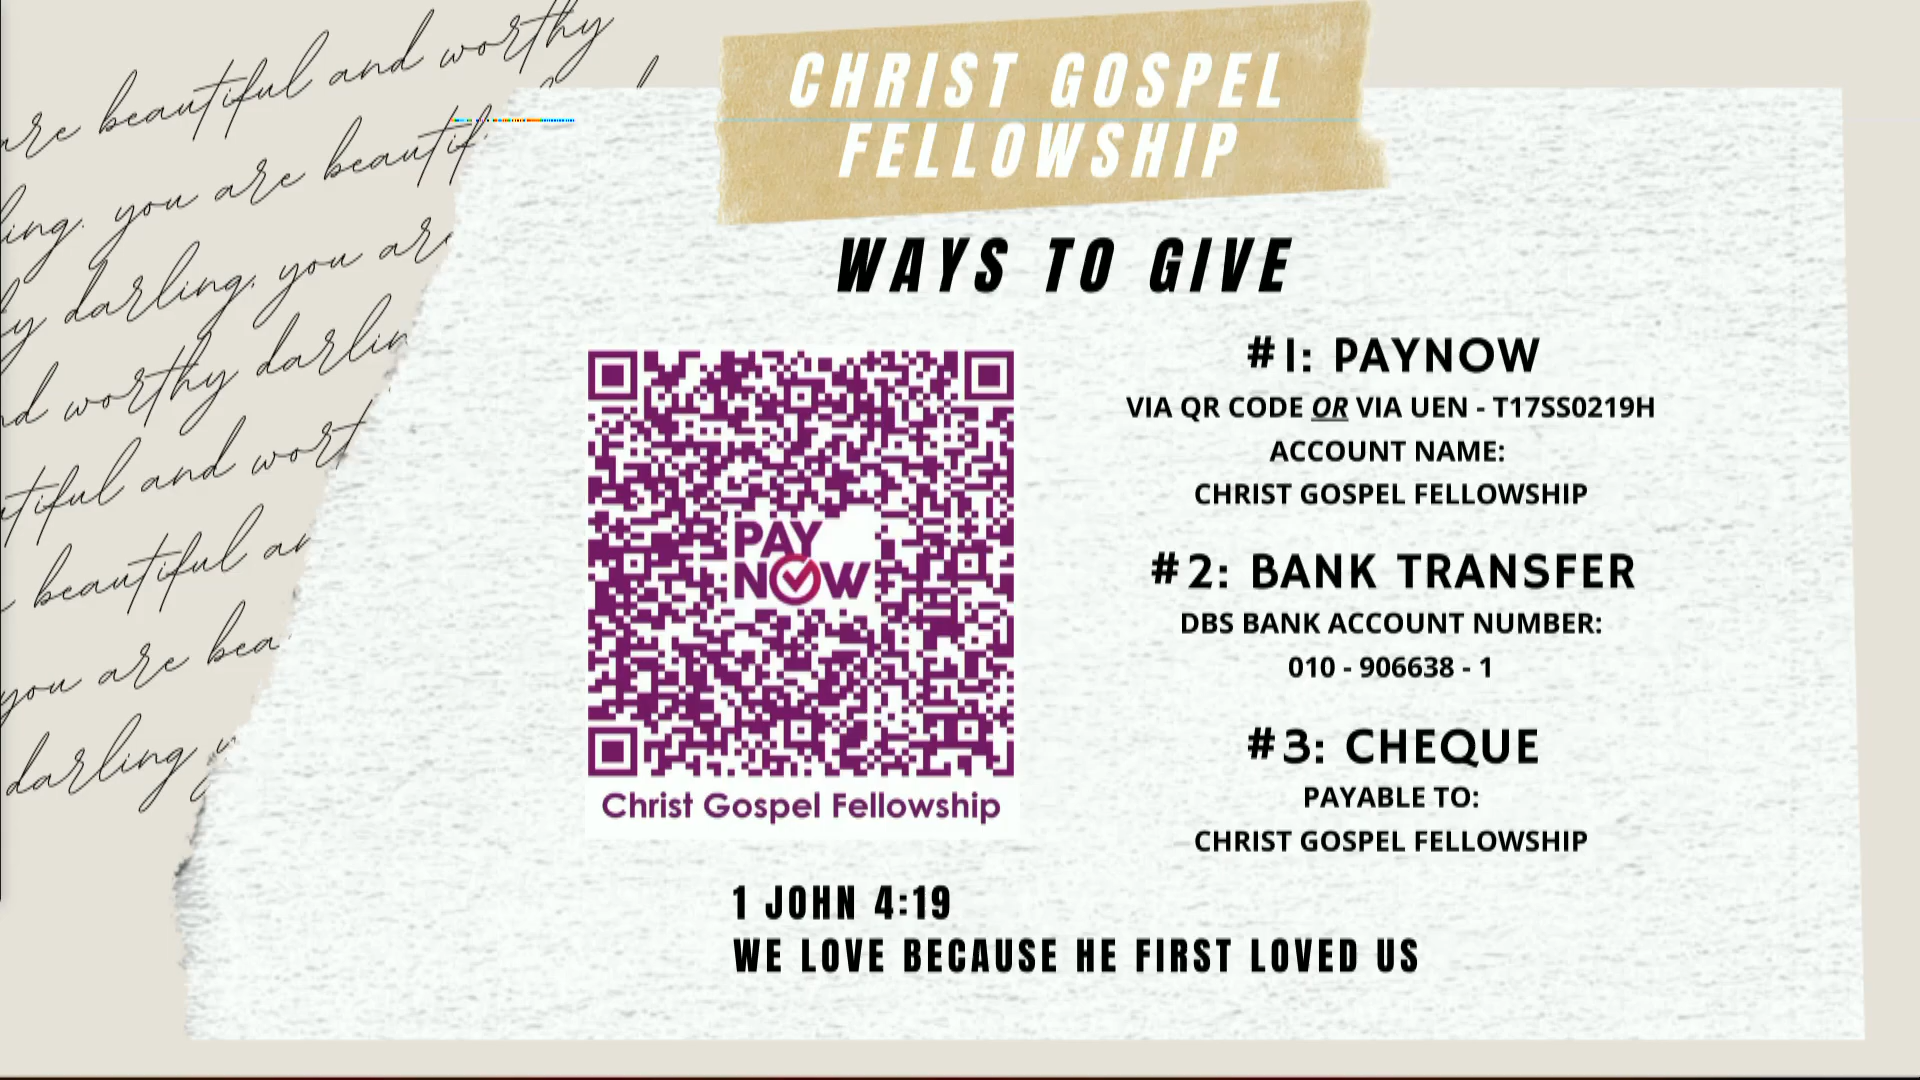 are beautiful and worthy
ling, you are beautif
y darling, you are
nd worthy darlin
tiful and wort
beautiful an
you are bea
darling y
CHRIST GOSPEL
FELLOWSHIP
WAYS TO GIVE
PAY
NOW
Christ Gospel Fellowship
#1: PAYNOW
VIA QR CODE OR VIA UEN - T17SS0219H
ACCOUNT NAME:
CHRIST GOSPEL FELLOWSHIP
#2: BANK TRANSFER
DBS BANK ACCOUNT NUMBER:
010 - 906638 - 1
#3: CHEQUE
PAYABLE TO:
CHRIST GOSPEL FELLOWSHIP
1 JOHN 4:19
WE LOVE BECAUSE HE FIRST LOVED US